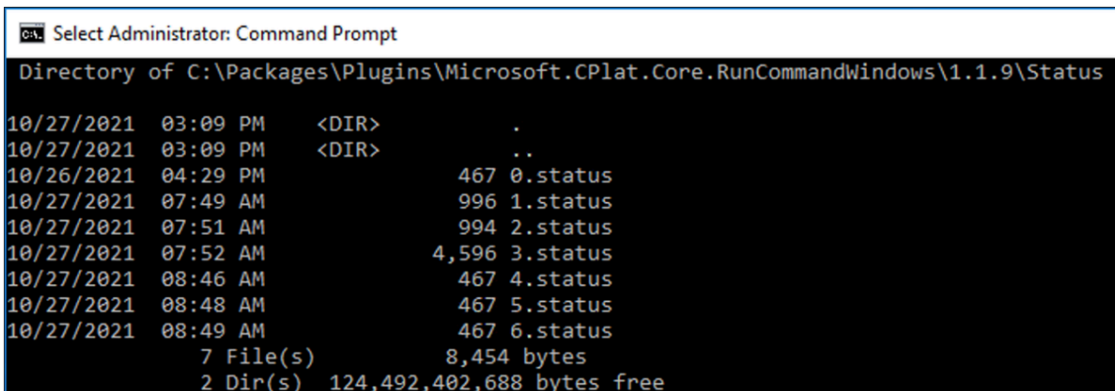 Select Administrator: Command Prompt
Directory of C:\Packages\Plugins\Microsoft.CPlat.Core.RunCommandWindows\1.1.9\Status
10/27/2021  03:09 PM    <DIR>          .
10/27/2021  03:09 PM    <DIR>          ..
10/26/2021  04:29 PM               467 0.status
10/27/2021  07:49 AM               996 1.status
10/27/2021  07:51 AM               994 2.status
10/27/2021  07:52 AM             4,596 3.status
10/27/2021  08:46 AM               467 4.status
10/27/2021  08:48 AM               467 5.status
10/27/2021  08:49 AM               467 6.status
7 File(s)          8,454 bytes
2 Dir(s)  124,492,402,688 bytes free